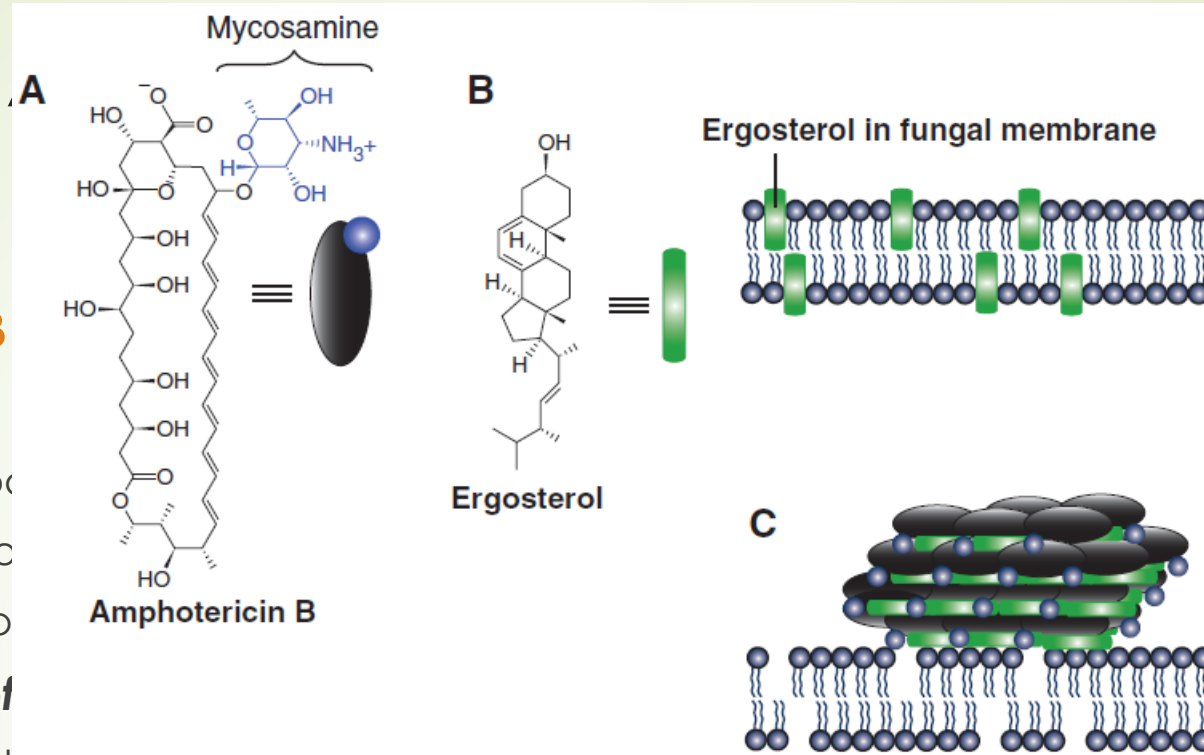 Mycosamine
A
B
Ergosterol in fungal membrane
⁻O
O
HO
HO
O
OH
O
NH₃+
H
O
OH
OH
OH
HO
OH
OH
O
O
HO
Amphotericin B
OH
H
H
H
Ergosterol
C